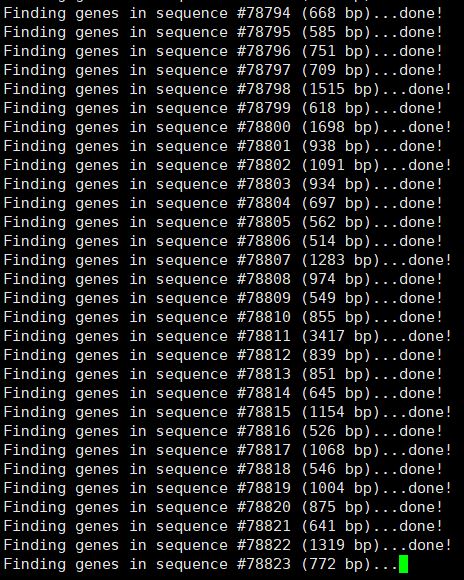 Finding genes in sequence #78794 (668 bp)...done!
Finding genes in sequence #78795 (585 bp)...done!
Finding genes in sequence #78796 (751 bp)...done!
Finding genes in sequence #78797 (709 bp)...done!
Finding genes in sequence #78798 (1515 bp)...done!
Finding genes in sequence #78799 (618 bp)...done!
Finding genes in sequence #78800 (1698 bp)...done!
Finding genes in sequence #78801 (938 bp)...done!
Finding genes in sequence #78802 (1091 bp)...done!
Finding genes in sequence #78803 (934 bp)...done!
Finding genes in sequence #78804 (697 bp)...done!
Finding genes in sequence #78805 (562 bp)...done!
Finding genes in sequence #78806 (514 bp)...done!
Finding genes in sequence #78807 (1283 bp)...done!
Finding genes in sequence #78808 (974 bp)...done!
Finding genes in sequence #78809 (549 bp)...done!
Finding genes in sequence #78810 (855 bp)...done!
Finding genes in sequence #78811 (3417 bp)...done!
Finding genes in sequence #78812 (839 bp)...done!
Finding genes in sequence #78813 (851 bp)...done!
Finding genes in sequence #78814 (645 bp)...done!
Finding genes in sequence #78815 (1154 bp)...done!
Finding genes in sequence #78816 (526 bp)...done!
Finding genes in sequence #78817 (1068 bp)...done!
Finding genes in sequence #78818 (546 bp)...done!
Finding genes in sequence #78819 (1004 bp)...done!
Finding genes in sequence #78820 (875 bp)...done!
Finding genes in sequence #78821 (641 bp)...done!
Finding genes in sequence #78822 (1319 bp)...done!
Finding genes in sequence #78823 (772 bp)...